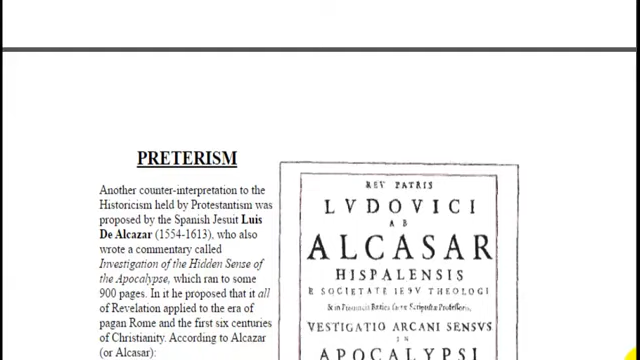 PRETERISM
Another counter-interpretation to the
Historicism held by Protestantism was
proposed by the Spanish Jesuit Luis
De Alcazar (1554-1613), who also
wrote a commentary called
Investigation of the Hidden Sense of
the Apocalypse, which ran to some
900 pages. In it he proposed that it all
of Revelation applied to the era of
pagan Rome and the first six centuries
of Christianity. According to Alcazar
(or Alcasar):
REV PATRIS
LVDOVICI
AB
ALCASAR
HISPALENSIS
E SOCIETATE IESV THEOLOGI
VESTIGATIO ARCANI SENSVS
IN
APOCALYPSI